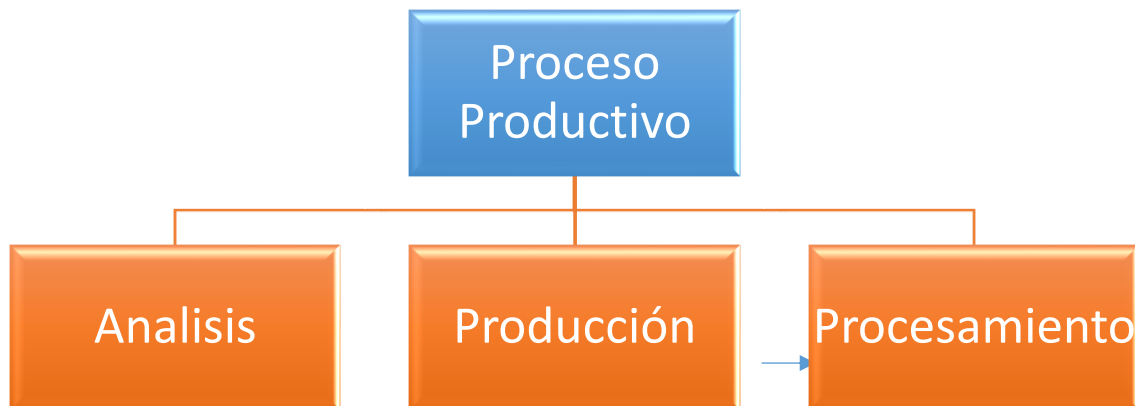 Proceso
Productivo
Analisis
Producción
Procesamiento